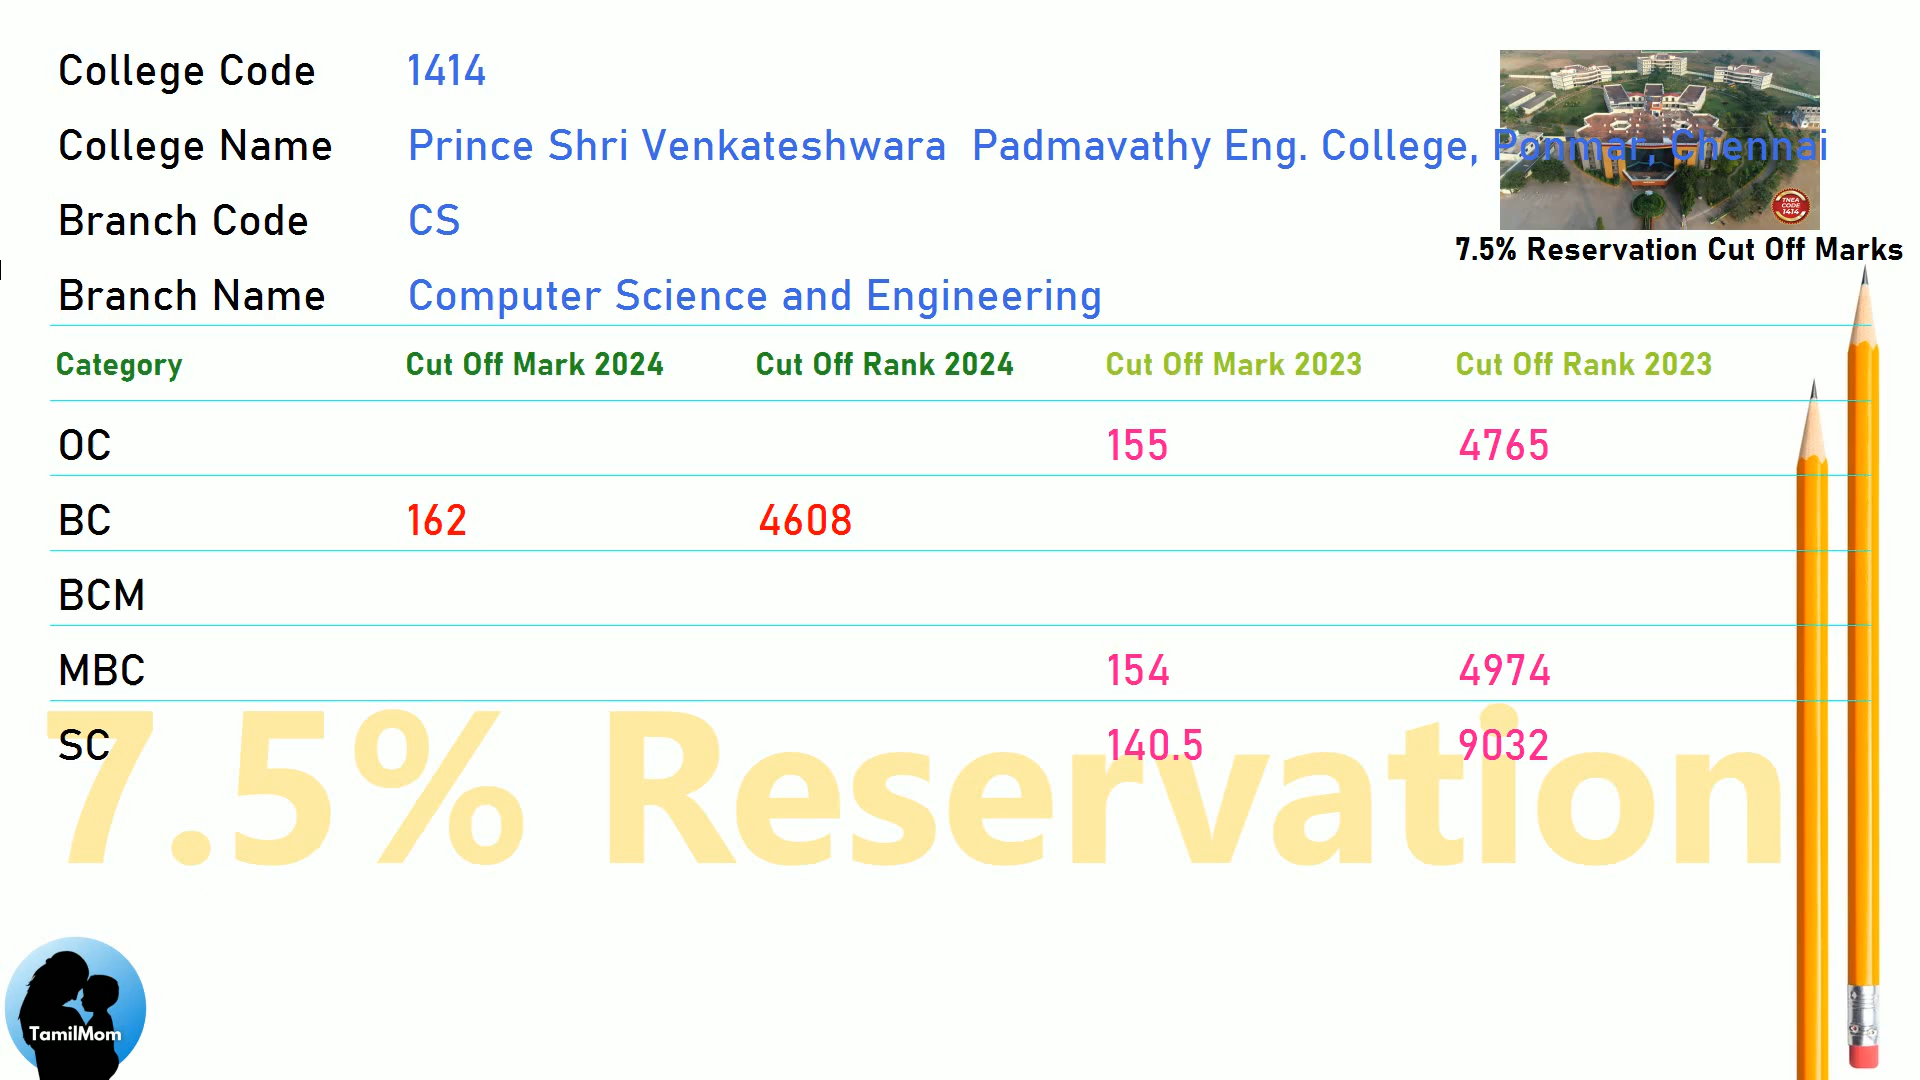 College Code 1414
College Name Prince Shri Venkateshwara Padmavathy Eng. College, Ponmar, Chennai
TNEA CODE 1414
Branch Code CS
7.5% Reservation Cut Off Marks
Branch Name Computer Science and Engineering
Category Cut Off Mark 2024 Cut Off Rank 2024 Cut Off Mark 2023 Cut Off Rank 2023
OC 155 4765
BC 162 4608
BCM
MBC 154 4974
SC 140.5 9032
7.5% Reservation
TamilMom